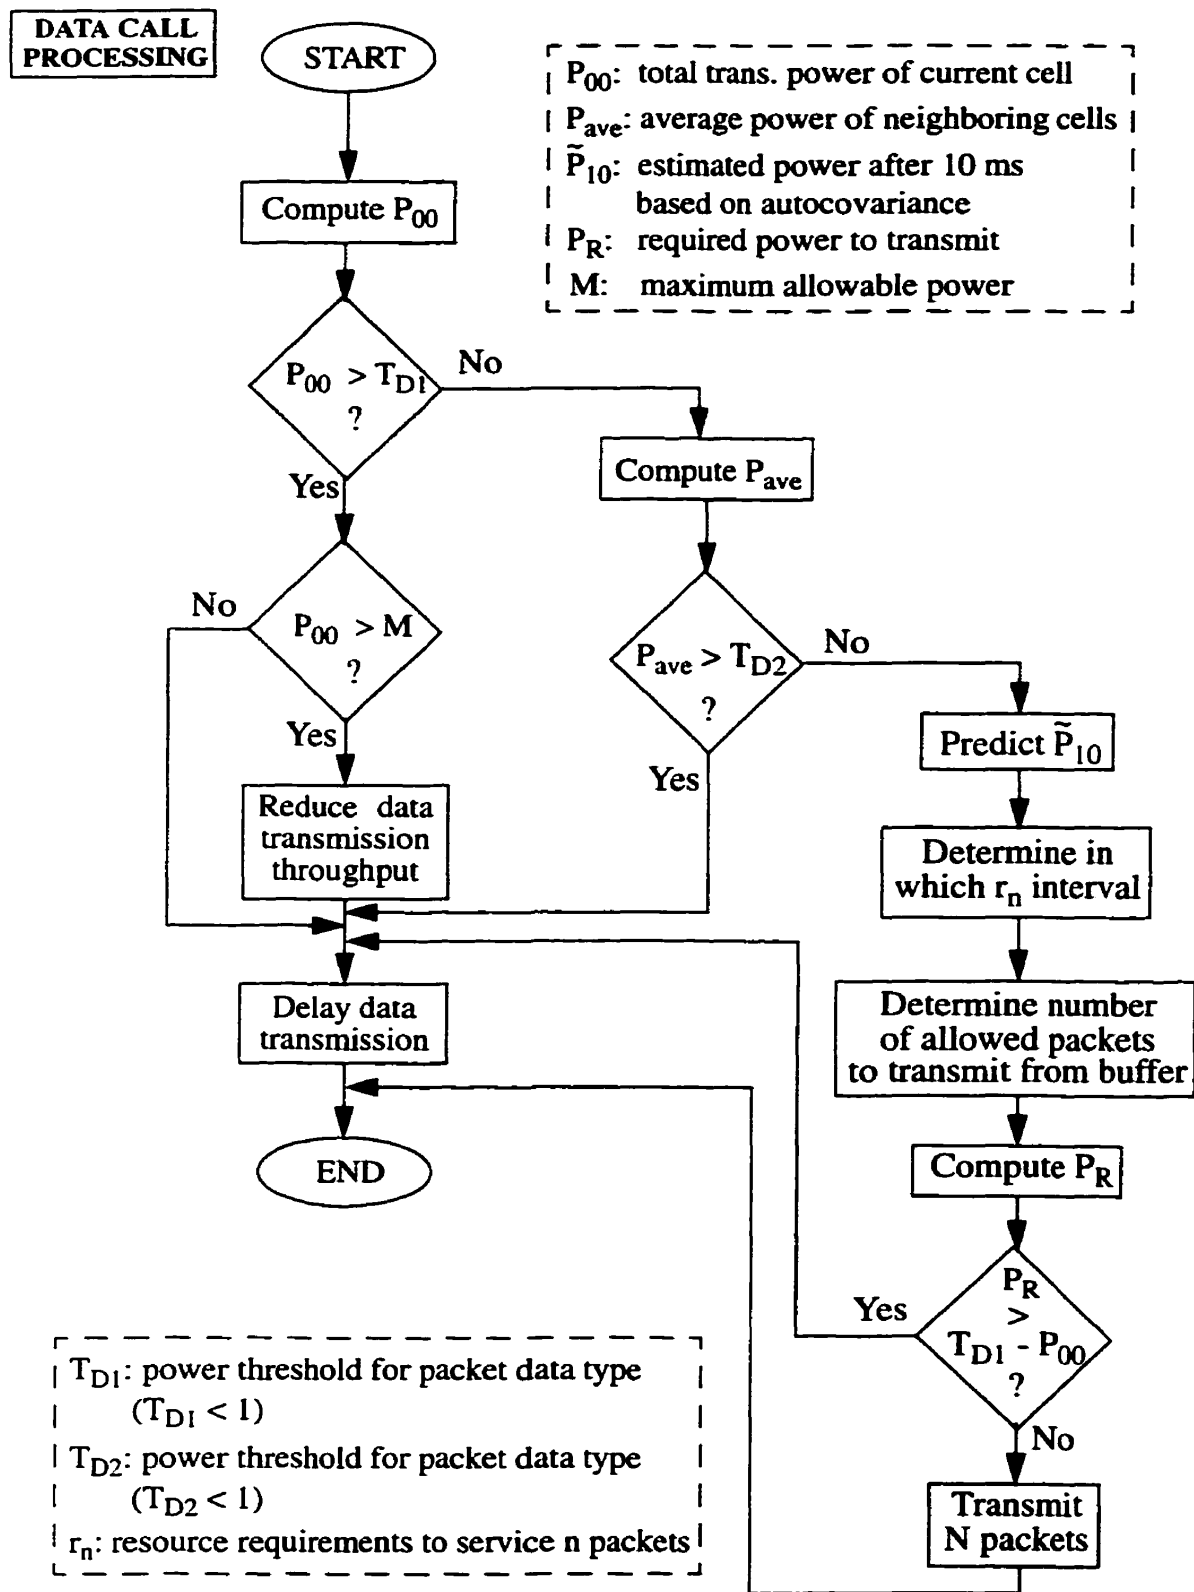 DATA CALL
PROCESSING
START
P00: total trans. power of current cell
Pave: average power of neighboring cells
P̃10: estimated power after 10 ms
based on autocovariance
PR: required power to transmit
M: maximum allowable power
Compute P00
P00 > TD1
?
No
Yes
Compute Pave
P00 > M
?
No
Yes
Pave > TD2
?
No
Yes
Predict P̃10
Reduce data
transmission
throughput
Determine in
which rn interval
Delay data
transmission
Determine number
of allowed packets
to transmit from buffer
END
Compute PR
PR
>
TD1 - P00
?
Yes
No
Transmit
N packets
TD1: power threshold for packet data type
(TD1 < 1)
TD2: power threshold for packet data type
(TD2 < 1)
rn: resource requirements to service n packets